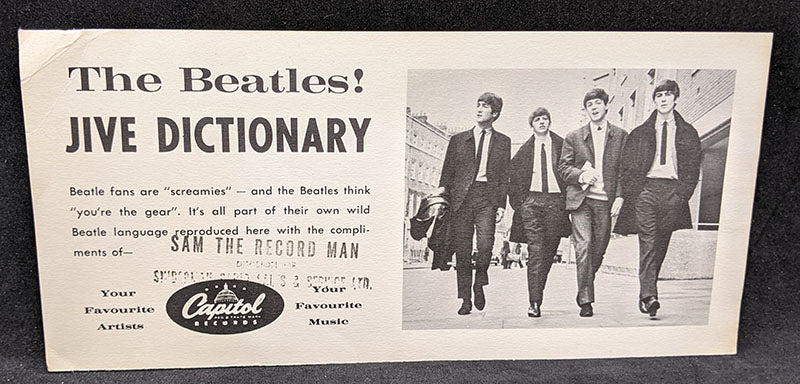 The Beatles!
JIVE DICTIONARY
Beatle fans are "screamies" — and the Beatles think
"you're the gear". It's all part of their own wild
Beatle language reproduced here with the compli-
ments of—
SAM THE RECORD MAN
& SERVICE LTD.
Your
Favourite
Artists
Capitol
RECORDS
Your
Favourite
Music